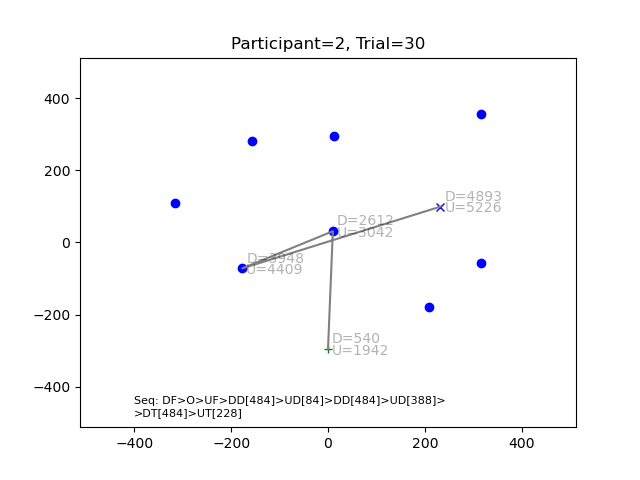 Participant=2, Trial=30
400
200
0
−200
−400
D=4893
U=5226
D=2612
U=3042
D=3948
U=4409
D=540
U=1942
Seq: DF>O>UF>DD[484]>UD[84]>DD[484]>UD[388]>
>DT[484]>UT[228]
−400 −200 0 200 400